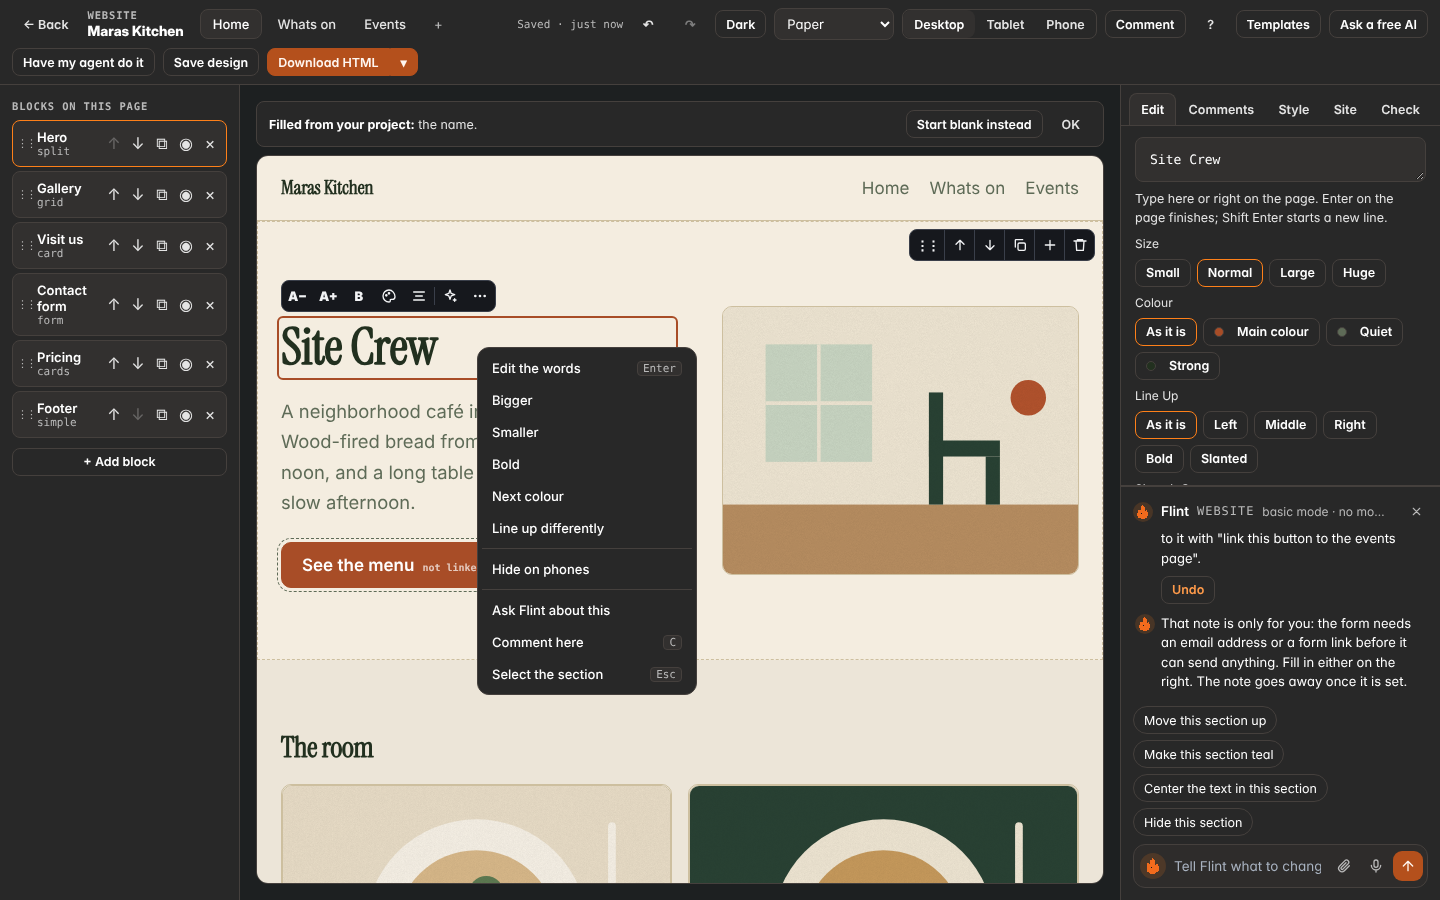 ← Back
WEBSITE
Maras Kitchen
Home
Whats on
Events
+
Saved · just now
Dark
Paper
Desktop
Tablet
Phone
Comment
?
Templates
Ask a free AI
Have my agent do it
Save design
Download HTML
BLOCKS ON THIS PAGE
Hero
split
Gallery
grid
Visit us
card
Contact
form
form
Pricing
cards
Footer
simple
+ Add block
Filled from your project: the name.
Start blank instead
OK
Maras Kitchen
Home
Whats on
Events
A− A+ B
Site Crew
A neighborhood café
Wood-fired bread from
noon, and a long table
slow afternoon.
See the menu
not linke
Edit the words Enter
Bigger
Smaller
Bold
Next colour
Line up differently
Hide on phones
Ask Flint about this
Comment here C
Select the section Esc
The room
Edit
Comments
Style
Site
Check
Site Crew
Type here or right on the page. Enter on the
page finishes; Shift Enter starts a new line.
Size
Small
Normal
Large
Huge
Colour
As it is
Main colour
Quiet
Strong
Line Up
As it is
Left
Middle
Right
Bold
Slanted
Flint WEBSITE basic mode · no mo...
to it with "link this button to the events
page".
Undo
That note is only for you: the form needs
an email address or a form link before it
can send anything. Fill in either on the
right. The note goes away once it is set.
Move this section up
Make this section teal
Center the text in this section
Hide this section
Tell Flint what to chang